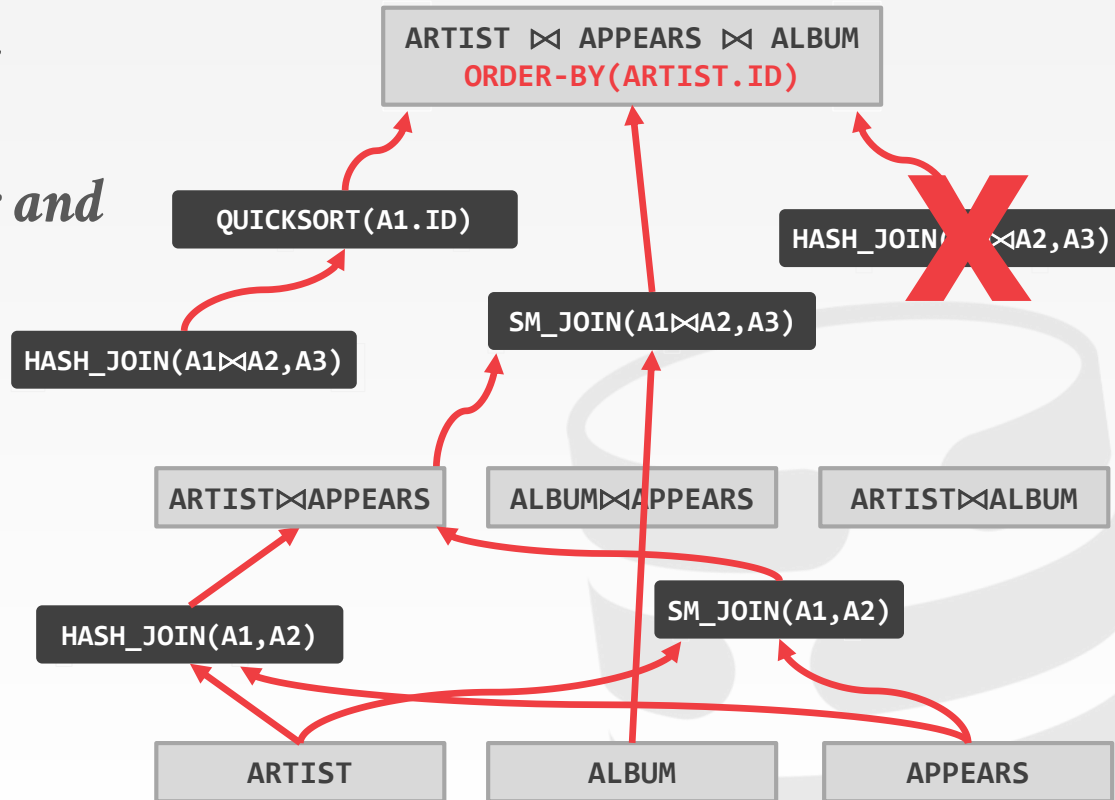 ARTIST ⋈ APPEARS ⋈ ALBUM
ORDER-BY(ARTIST.ID)
and
QUICKSORT(A1.ID)
HASH_JOIN( ⋈A2,A3)
SM_JOIN(A1⋈A2,A3)
HASH_JOIN(A1⋈A2,A3)
ARTIST⋈APPEARS
ALBUM⋈APPEARS
ARTIST⋈ALBUM
SM_JOIN(A1,A2)
HASH_JOIN(A1,A2)
ARTIST
ALBUM
APPEARS